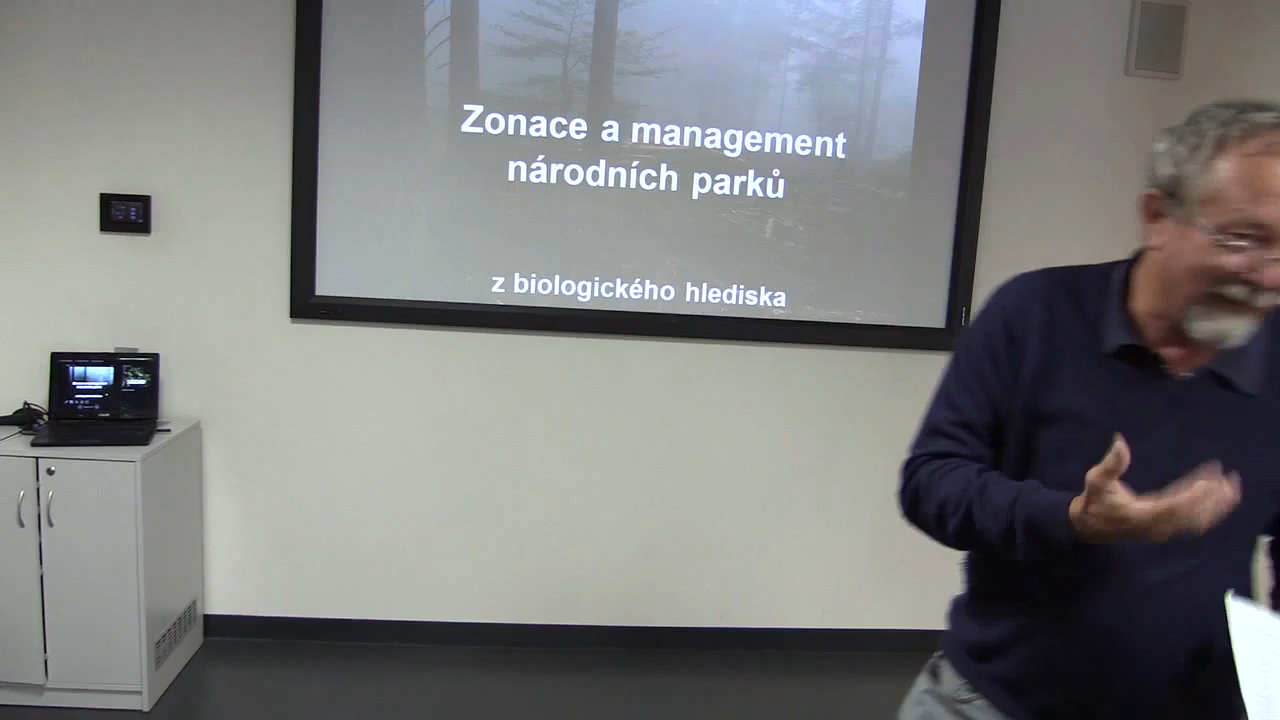 Zonace a management
národních parků
z biologického hlediska